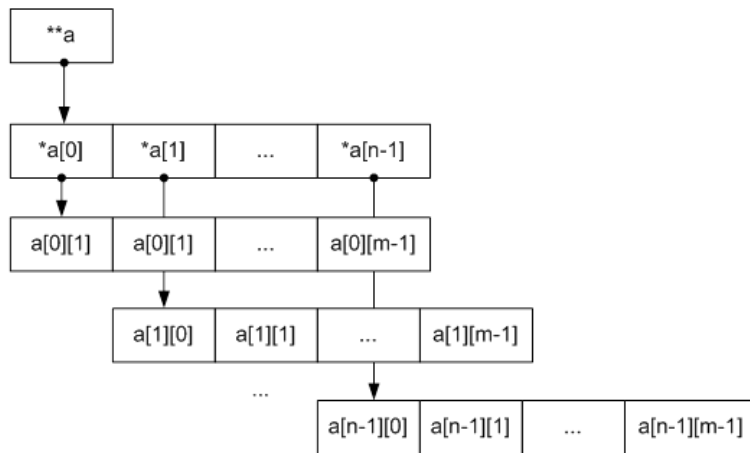 **a
*a[0] *a[1] ... *a[n-1]
a[0][1] a[0][1] ... a[0][m-1]
a[1][0] a[1][1] ... a[1][m-1]
...
a[n-1][0] a[n-1][1] ... a[n-1][m-1]